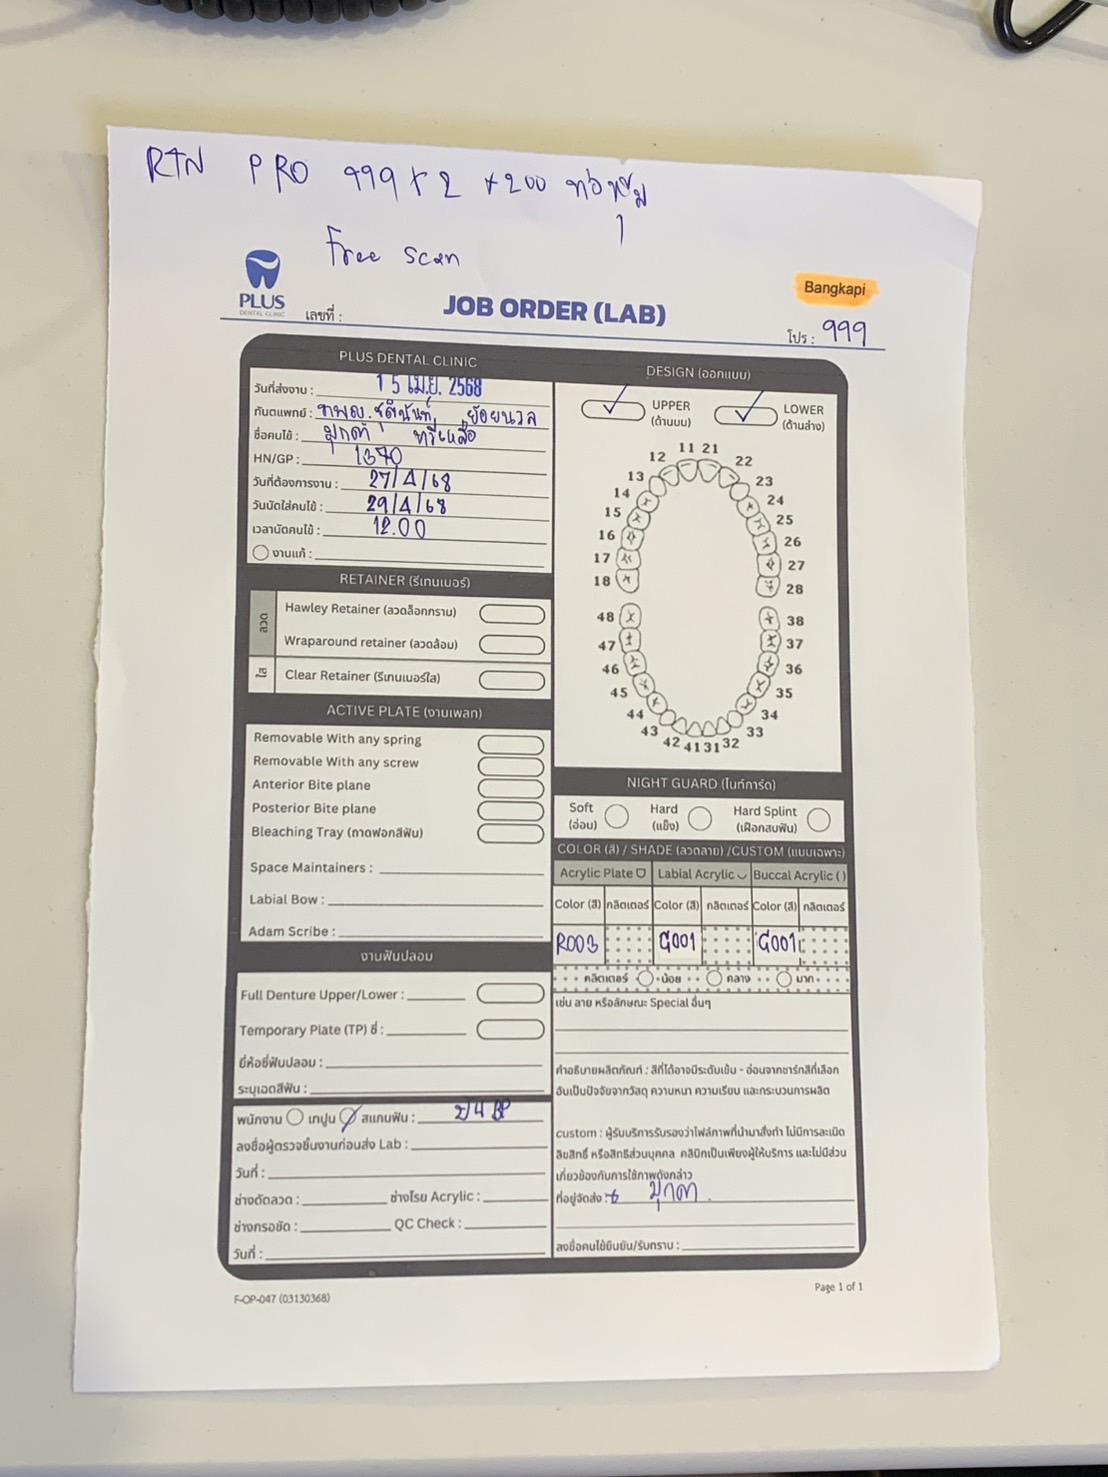 RTN PRO 999 x 2 +200 ท่อหุ้ม
1
Free scan
PLUS
DENTAL CLINIC
เลขที่ :
JOB ORDER (LAB)
Bangkapi
โปร : 999
PLUS DENTAL CLINIC
วันที่ส่งงาน : 15 เม.ย. 2568
ทันตแพทย์ : ทพญ. ชุตินันท์ ย้อยนวล
ชื่อคนไข้ : มุกดา
HN/GP : 1370
วันที่ต้องการงาน : 27/4/68
วันนัดใส่คนไข้ : 29/4/68
เวลานัดคนไข้ : 12.00
งานแก้ :
DESIGN (ออกแบบ)
UPPER (ด้านบน)
LOWER (ด้านล่าง)
11 21
12 22
13 23
14 24
15 25
16 26
17 27
18 28
48 38
47 37
46 36
45 35
44 34
43 33
42 41 31 32
RETAINER (รีเทนเนอร์)
ลวด
Hawley Retainer (ลวดล็อกกราม)
Wraparound retainer (ลวดล้อม)
ใส
Clear Retainer (รีเทนเนอร์ใส)
ACTIVE PLATE (งานเพลท)
Removable With any spring
Removable With any screw
Anterior Bite plane
Posterior Bite plane
Bleaching Tray (ถาดฟอกสีฟัน)
Space Maintainers :
Labial Bow :
Adam Scribe :
NIGHT GUARD (ไนท์การ์ด)
Soft (อ่อน)
Hard (แข็ง)
Hard Splint (เฝือกสบฟัน)
COLOR (สี) / SHADE (ลวดลาย) /CUSTOM (แบบเฉพาะ)
Acrylic Plate Labial Acrylic Buccal Acrylic ()
Color (สี) กลิตเตอร์ Color (สี) กลิตเตอร์ Color (สี) กลิตเตอร์
R003 G001 G001
กลิตเตอร์ น้อย กลาง มาก
เช่น ลาย หรือลักษณะ Special อื่นๆ
คำอธิบายผลิตภัณฑ์ : สีที่ได้อาจมีระดับเข้ม - อ่อนจากชาร์ทสีที่เลือก
อันเป็นปัจจัยจากวัสดุ ความหนา ความเรียบ และกระบวนการผลิต
custom : ผู้รับบริการรับรองว่าไฟล์ภาพที่นำมาสั่งทำ ไม่มีการละเมิด
ลิขสิทธิ์ หรือสิทธิส่วนบุคคล คลินิกเป็นเพียงผู้ให้บริการ และไม่มีส่วน
เกี่ยวข้องกับการใช้ภาพดังกล่าว
ที่อยู่จัดส่ง : มุกดา
ลงชื่อคนไข้ยืนยัน/รับทราบ :
งานฟันปลอม
Full Denture Upper/Lower :
Temporary Plate (TP) ซี่ :
ยี่ห้อซี่ฟันปลอม :
ระบุเฉดสีฟัน :
พนักงาน เทปูน สแกนฟัน :
ลงชื่อผู้ตรวจชิ้นงานก่อนส่ง Lab :
วันที่ :
ช่างดัดลวด : ช่างโรย Acrylic :
ช่างกรอขัด : QC Check :
วันที่ :
F-OP-047 (03130368)
Page 1 of 1